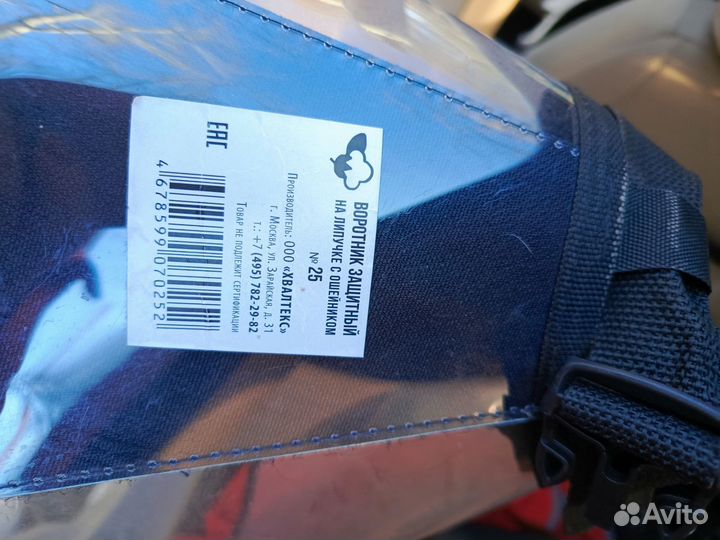 ВОРОТНИК ЗАЩИТНЫЙ
НА ЛИПУЧКЕ С ОШЕЙНИКОМ
№ 25
ПРОИЗВОДИТЕЛЬ: ООО «ХВАЛТЕКС»
Г. МОСКВА, УЛ. ЗАРАЙСКАЯ, Д. 31
Т.: +7 (495) 782-29-82
ТОВАР НЕ ПОДЛЕЖИТ СЕРТИФИКАЦИИ
4 678599 070252
EAC
Avito